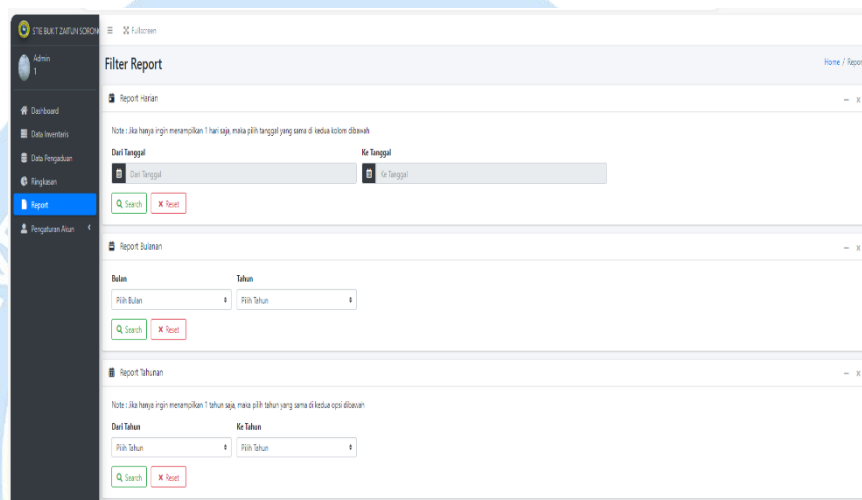 STIE BUKIT ZAITUN SORONG
Fullscreen
Admin
1
Dashboard
Data Inventaris
Data Pengaduan
Ringkasan
Report
Pengaturan Akun
Filter Report
Home / Repor
Report Harian
Note : Jika hanya ingin menampilkan 1 hari saja, maka pilih tanggal yang sama di kedua kolom dibawah
Dari Tanggal
Ke Tanggal
Dari Tanggal
Ke Tanggal
Search
Reset
Report Bulanan
Bulan
Tahun
Pilih Bulan
Pilih Tahun
Search
Reset
Report Tahunan
Note : Jika hanya ingin menampilkan 1 tahun saja, maka pilih tahun yang sama di kedua opsi dibawah
Dari Tahun
Ke Tahun
Pilih Tahun
Pilih Tahun
Search
Reset